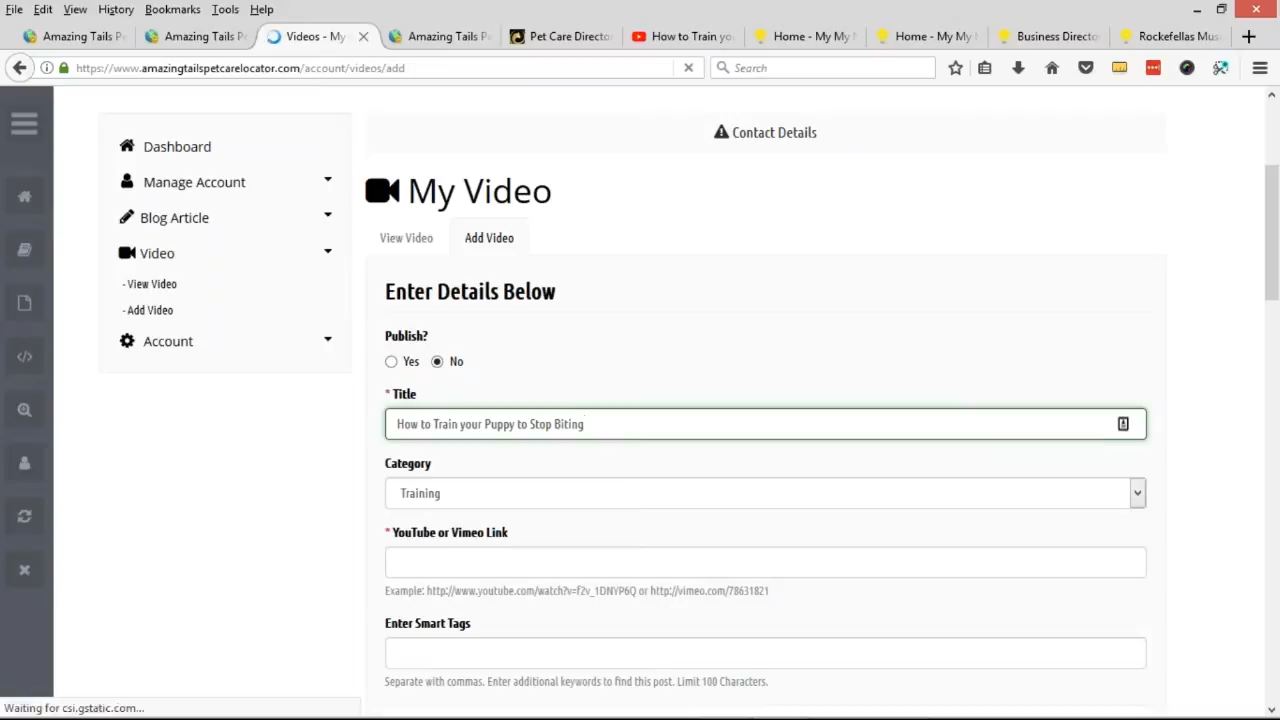 File Edit View History Bookmarks Tools Help
Amazing Tails Pe
Amazing Tails Pe
Videos - My
Amazing Tails P
Pet Care Directo
How to Train yo
Home - My My
Home - My My
Business Directo
Rockefellas Mus
https://www.amazingtailspetcarelocator.com/account/videos/add
Search
Dashboard
Manage Account
Blog Article
Video
- View Video
- Add Video
Account
Contact Details
My Video
View Video Add Video
Enter Details Below
Publish?
Yes No
* Title
How to Train your Puppy to Stop Biting
Category
Training
* YouTube or Vimeo Link
Example: http://www.youtube.com/watch?v=f2v_1DNYP6Q or http://vimeo.com/78631821
Enter Smart Tags
Separate with commas. Enter additional keywords to find this post. Limit 100 Characters.
Waiting for csi.gstatic.com...